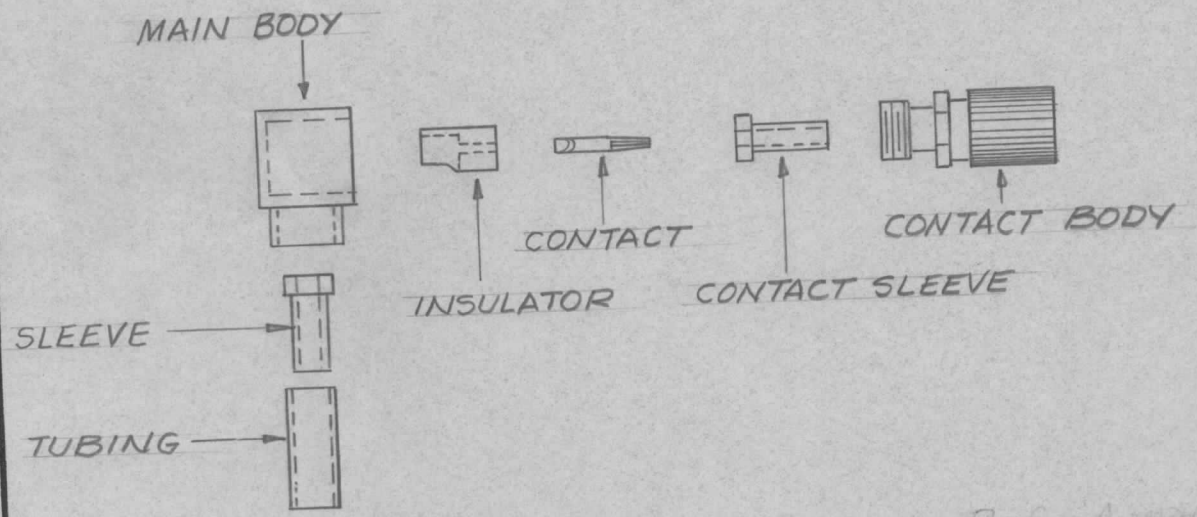 MAIN BODY
CONTACT
CONTACT BODY
INSULATOR
CONTACT SLEEVE
SLEEVE
TUBING